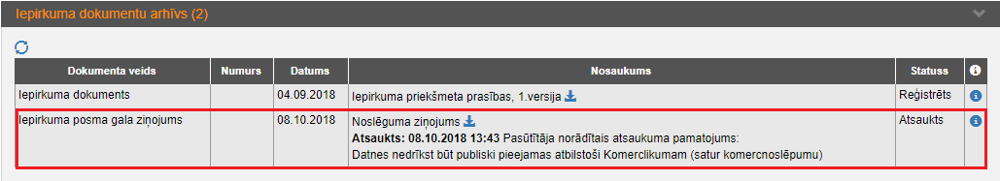 Iepirkuma dokumentu arhīvs (2)
Dokumenta veids Numurs Datums Nosaukums Statuss
Iepirkuma dokuments 04.09.2018 Iepirkuma priekšmeta prasības, 1.versija Reģistrēts
Iepirkuma posma gala ziņojums 08.10.2018 Noslēguma ziņojums Atsaukts
Atsaukts: 08.10.2018 13:43 Pasūtītāja norādītais atsaukuma pamatojums:
Datnes nedrīkst būt publiski pieejamas atbilstoši Komerclikumam (satur komercnoslēpumu)